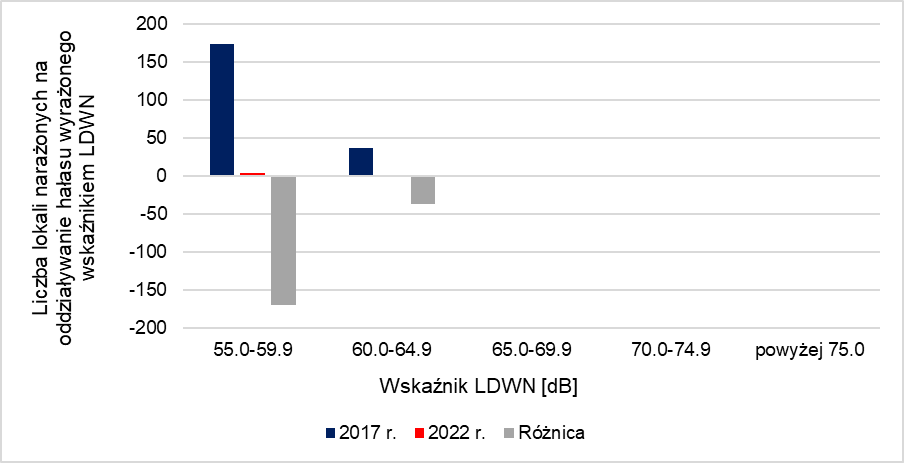 Liczba lokali narażonych na
oddziaływanie hałasu wyrażonego
wskaźnikiem LDWN
200
150
100
50
0
-50
-100
-150
-200
55.0-59.9
60.0-64.9
65.0-69.9
70.0-74.9
powyżej 75.0
Wskaźnik LDWN [dB]
2017 r.
2022 r.
Różnica